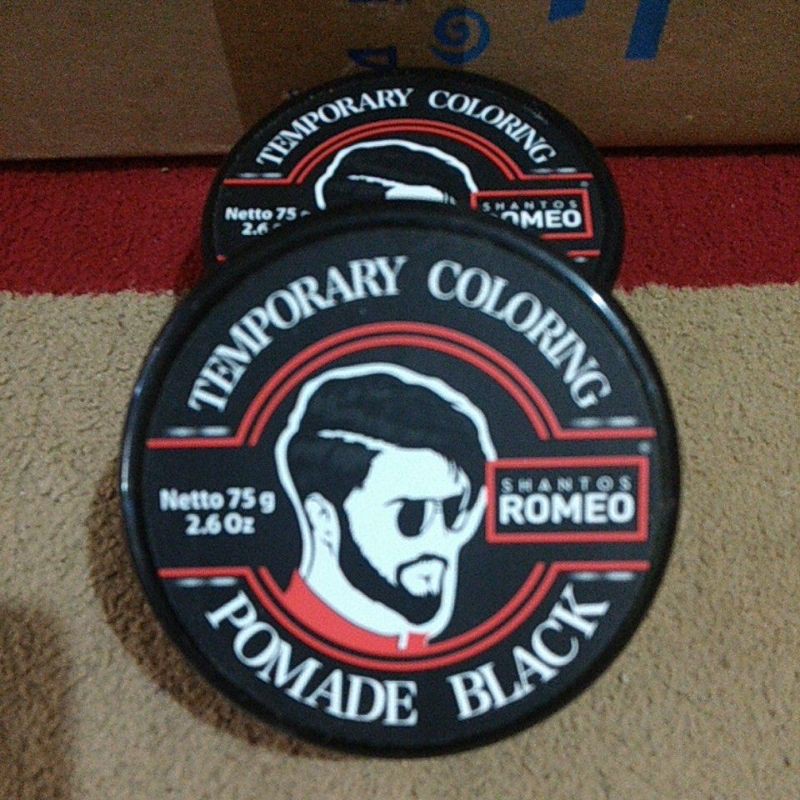 TEMPORARY COLORING
Netto 75 g
2.6
SHANTOS
ROMEO
TEMPORARY COLORING
Netto 75 g
2.6 Oz
SHANTOS
ROMEO
POMADE BLACK